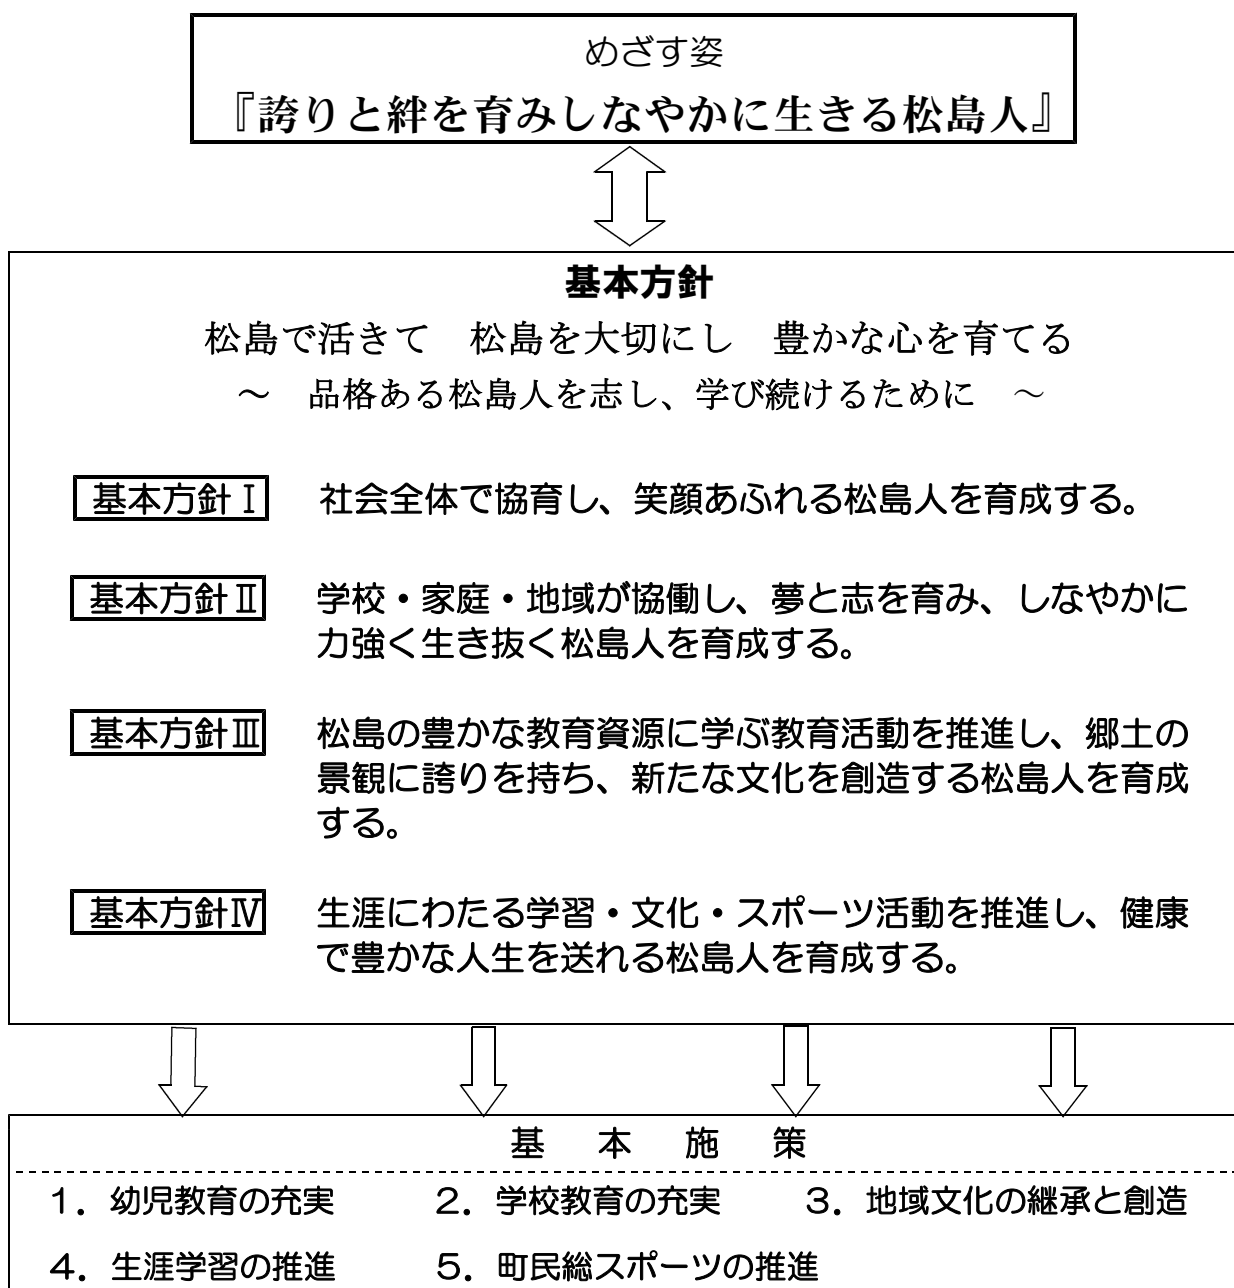 めざす姿
『誇りと絆を育みしなやかに生きる松島人』
基本方針
松島で活きて　松島を大切にし　豊かな心を育てる
～　品格ある松島人を志し、学び続けるために　～
基本方針Ⅰ　社会全体で協育し、笑顔あふれる松島人を育成する。
基本方針Ⅱ　学校・家庭・地域が協働し、夢と志を育み、しなやかに
力強く生き抜く松島人を育成する。
基本方針Ⅲ　松島の豊かな教育資源に学ぶ教育活動を推進し、郷土の
景観に誇りを持ち、新たな文化を創造する松島人を育成
する。
基本方針Ⅳ　生涯にわたる学習・文化・スポーツ活動を推進し、健康
で豊かな人生を送れる松島人を育成する。
基　本　施　策
１．幼児教育の充実　２．学校教育の充実　３．地域文化の継承と創造
４．生涯学習の推進　５．町民総スポーツの推進